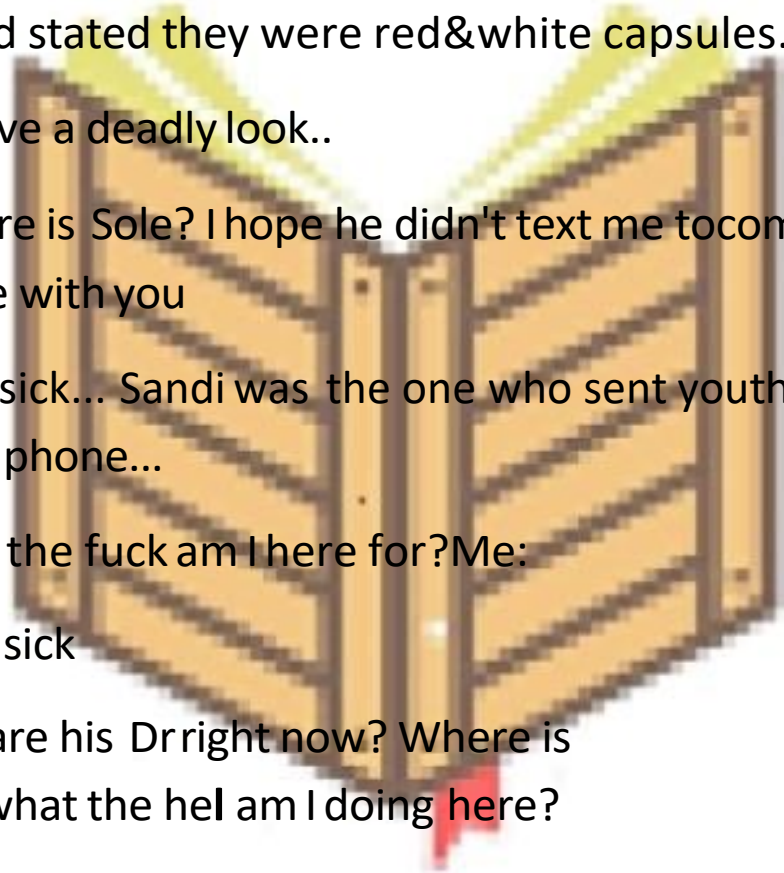 d stated they were red&white capsules.
ve a deadly look..
re is Sole? I hope he didn't text me tocom
e with you
sick... Sandi was the one who sent youth
phone...
the fuck am I here for?Me:
sick
are his Dr right now? Where is
what the hel am I doing here?